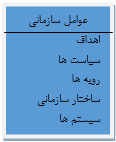 عوامل سازمانی
اهداف
سیاست ها
رویه ها
ساختار سازمانی
سیستم ها